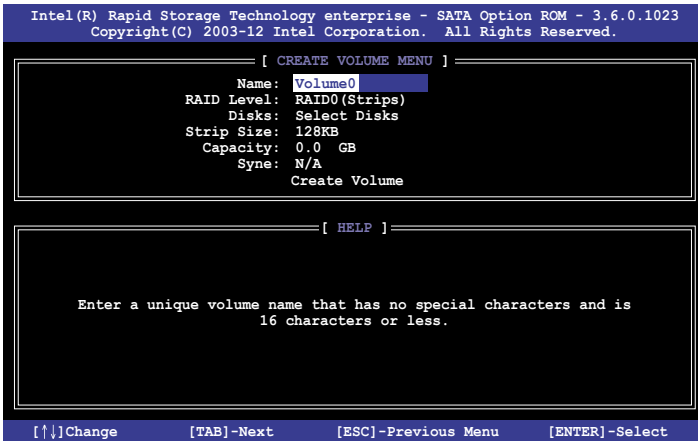 Intel(R) Rapid Storage Technology enterprise - SATA Option ROM - 3.6.0.1023
Copyright(C) 2003-12 Intel Corporation. All Rights Reserved.
[ CREATE VOLUME MENU ]
Name: Volume0
RAID Level: RAID0(Strips)
Disks: Select Disks
Strip Size: 128KB
Capacity: 0.0 GB
Syne: N/A
Create Volume
[ HELP ]
Enter a unique volume name that has no special characters and is
16 characters or less.
[↑↓]Change [TAB]-Next [ESC]-Previous Menu [ENTER]-Select